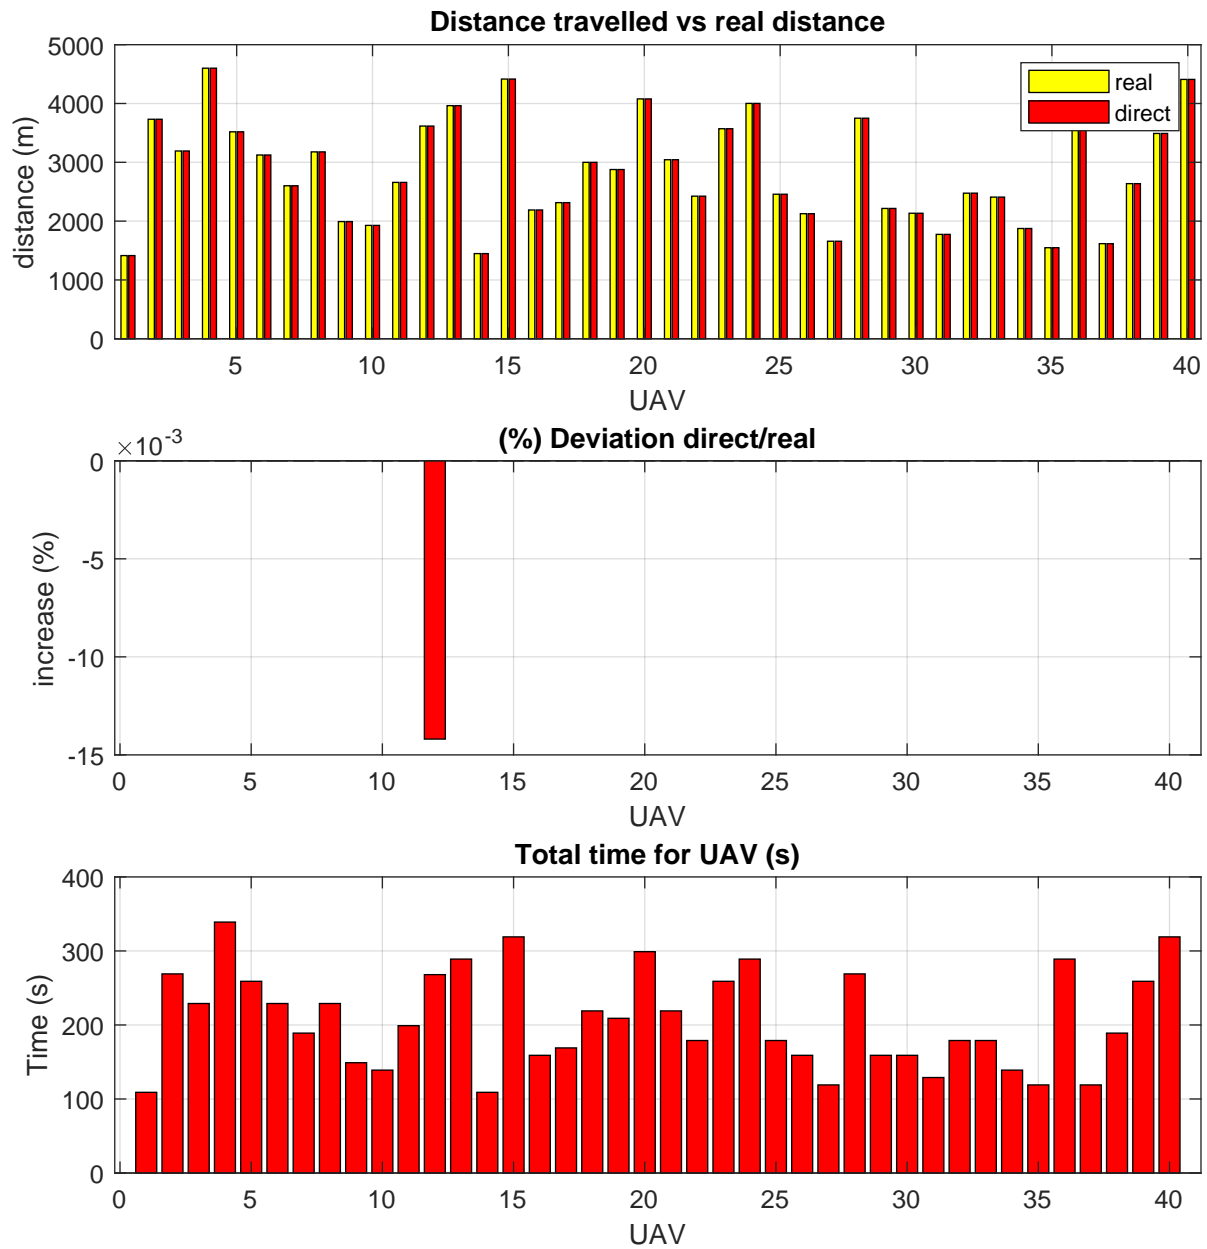 Distance travelled vs real distance
5000
4000
3000
2000
1000
0
distance (m)
real
direct
5 10 15 20 25 30 35 40
UAV
×10-3
(%) Deviation direct/real
0
-5
-10
-15
increase (%)
0 5 10 15 20 25 30 35 40
UAV
Total time for UAV (s)
400
300
200
100
0
Time (s)
0 5 10 15 20 25 30 35 40
UAV